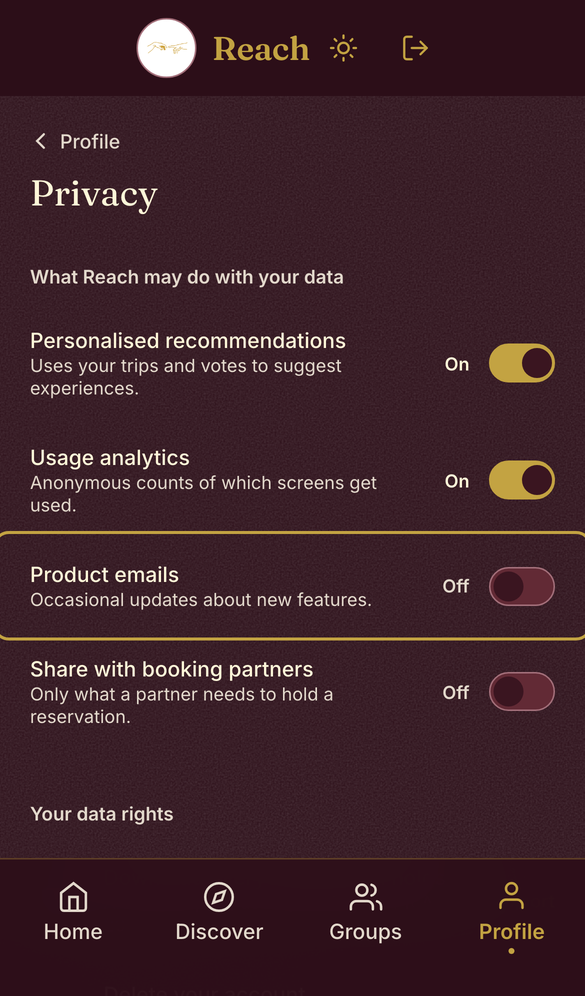 Reach
Profile
Privacy
What Reach may do with your data
Personalised recommendations
Uses your trips and votes to suggest
experiences.
On
Usage analytics
Anonymous counts of which screens get
used.
On
Product emails
Occasional updates about new features.
Off
Share with booking partners
Only what a partner needs to hold a
reservation.
Off
Your data rights
Home
Discover
Groups
Profile
Delete your account